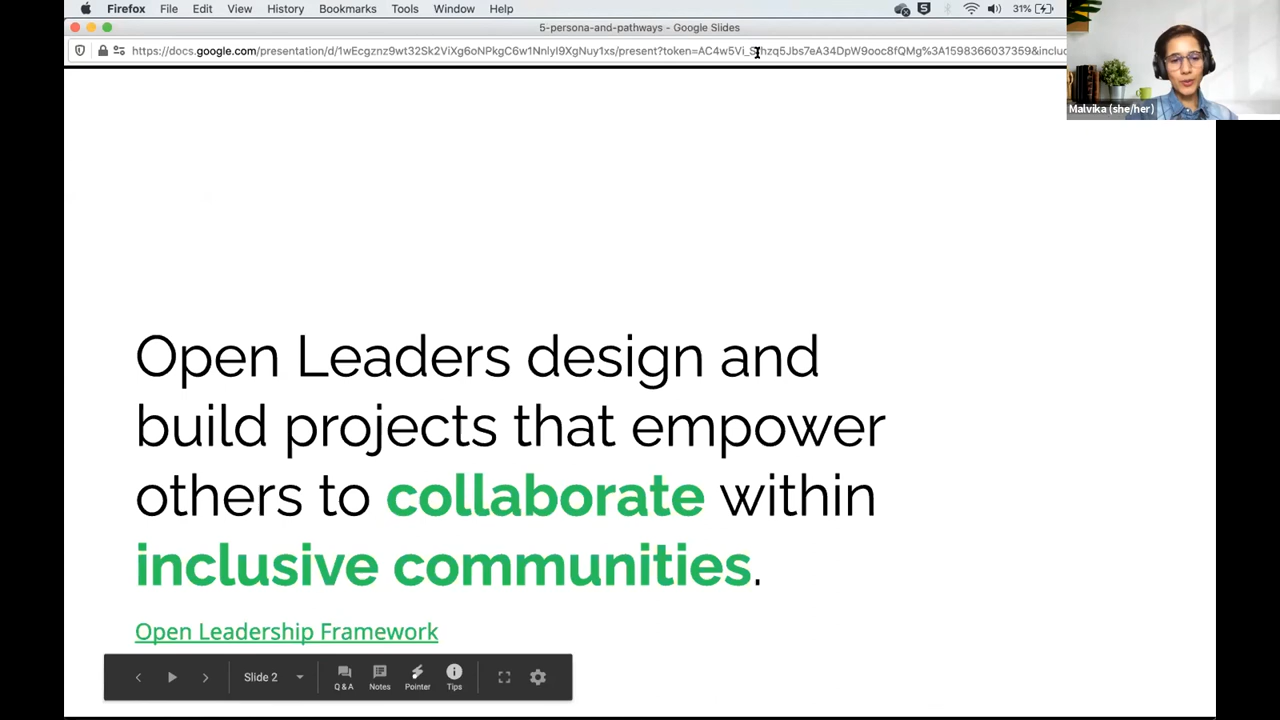 Firefox File Edit View History Bookmarks Tools Window Help 31%
5-persona-and-pathways - Google Slides
Malvika (she/her)
Open Leaders design and
build projects that empower
others to collaborate within
inclusive communities.
Open Leadership Framework
Slide 2
Q & A Notes Pointer Tips